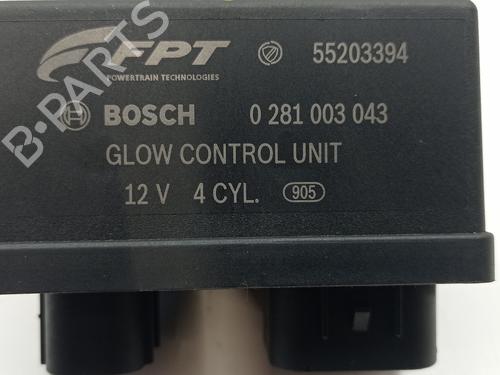 FPT 55203394
POWERTRAIN TECHNOLOGIES
BOSCH 0 281 003 043
GLOW CONTROL UNIT
12 V 4 CYL. 905
B-PARTS